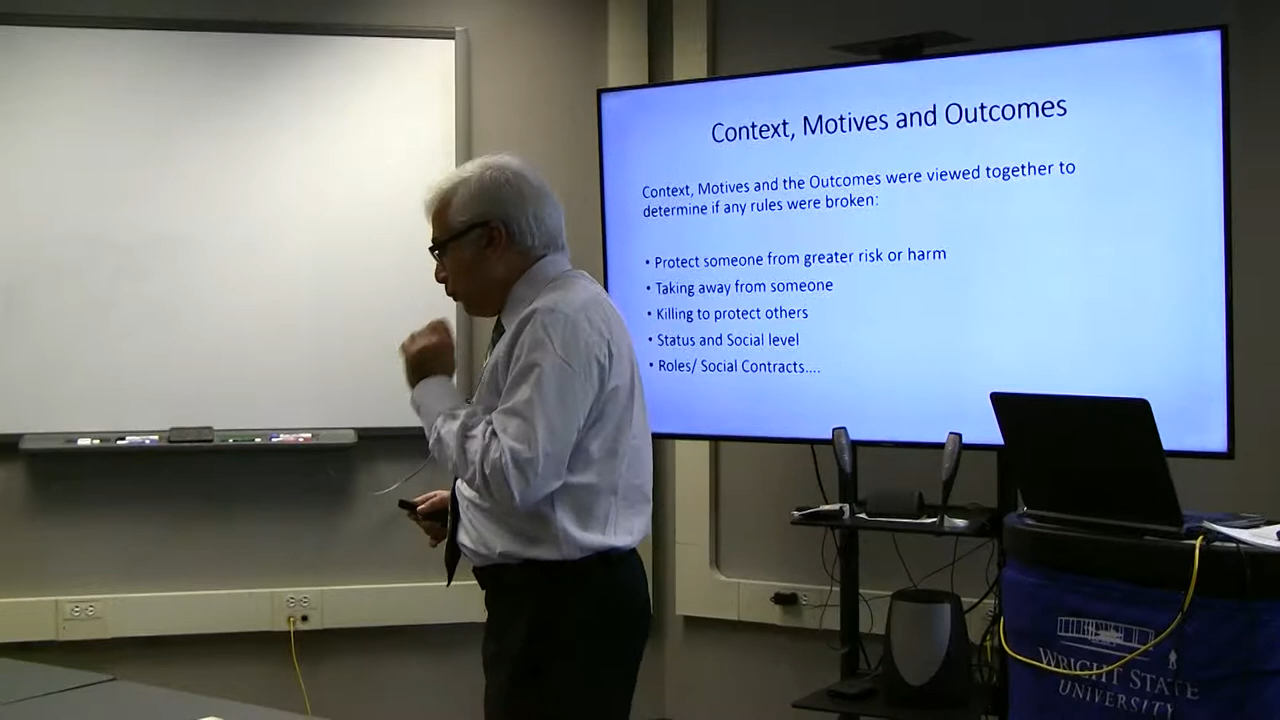 Context, Motives and Outcomes
Context, Motives and the Outcomes were viewed together to
determine if any rules were broken:
• Protect someone from greater risk or harm
• Taking away from someone
• Killing to protect others
• Status and Social level
• Roles/ Social Contracts....
WRIGHT STATE
UNIVERSITY